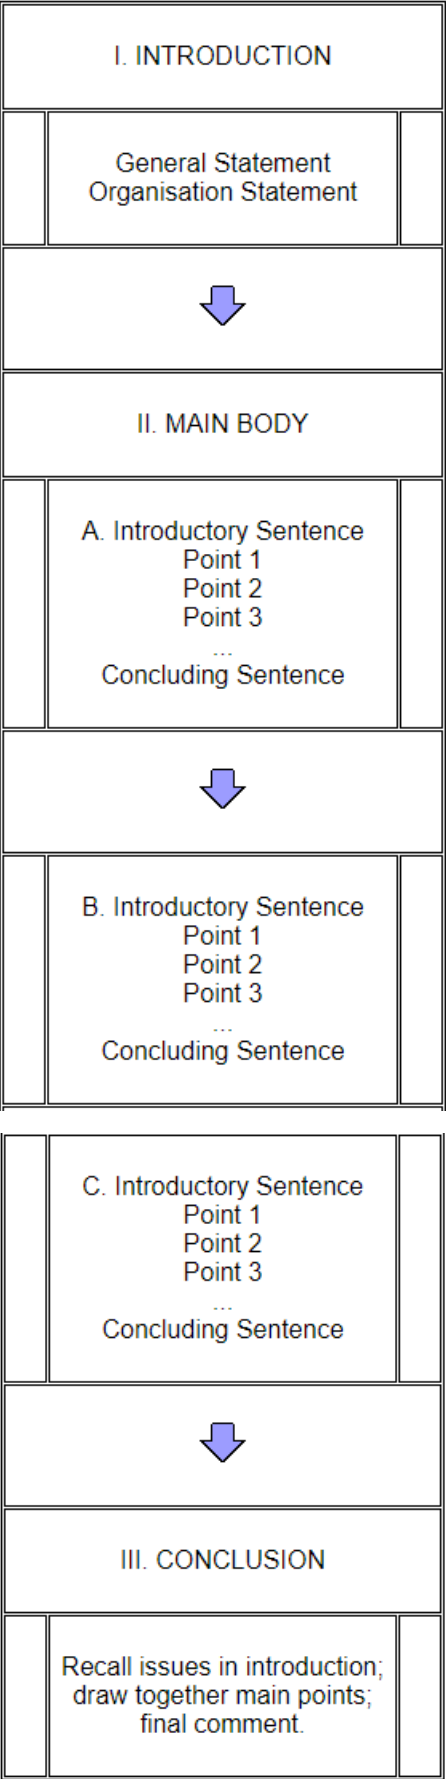 I. INTRODUCTION
General Statement
Organisation Statement
II. MAIN BODY
A. Introductory Sentence
Point 1
Point 2
Point 3
...
Concluding Sentence
B. Introductory Sentence
Point 1
Point 2
Point 3
...
Concluding Sentence
C. Introductory Sentence
Point 1
Point 2
Point 3
...
Concluding Sentence
III. CONCLUSION
Recall issues in introduction;
draw together main points;
final comment.